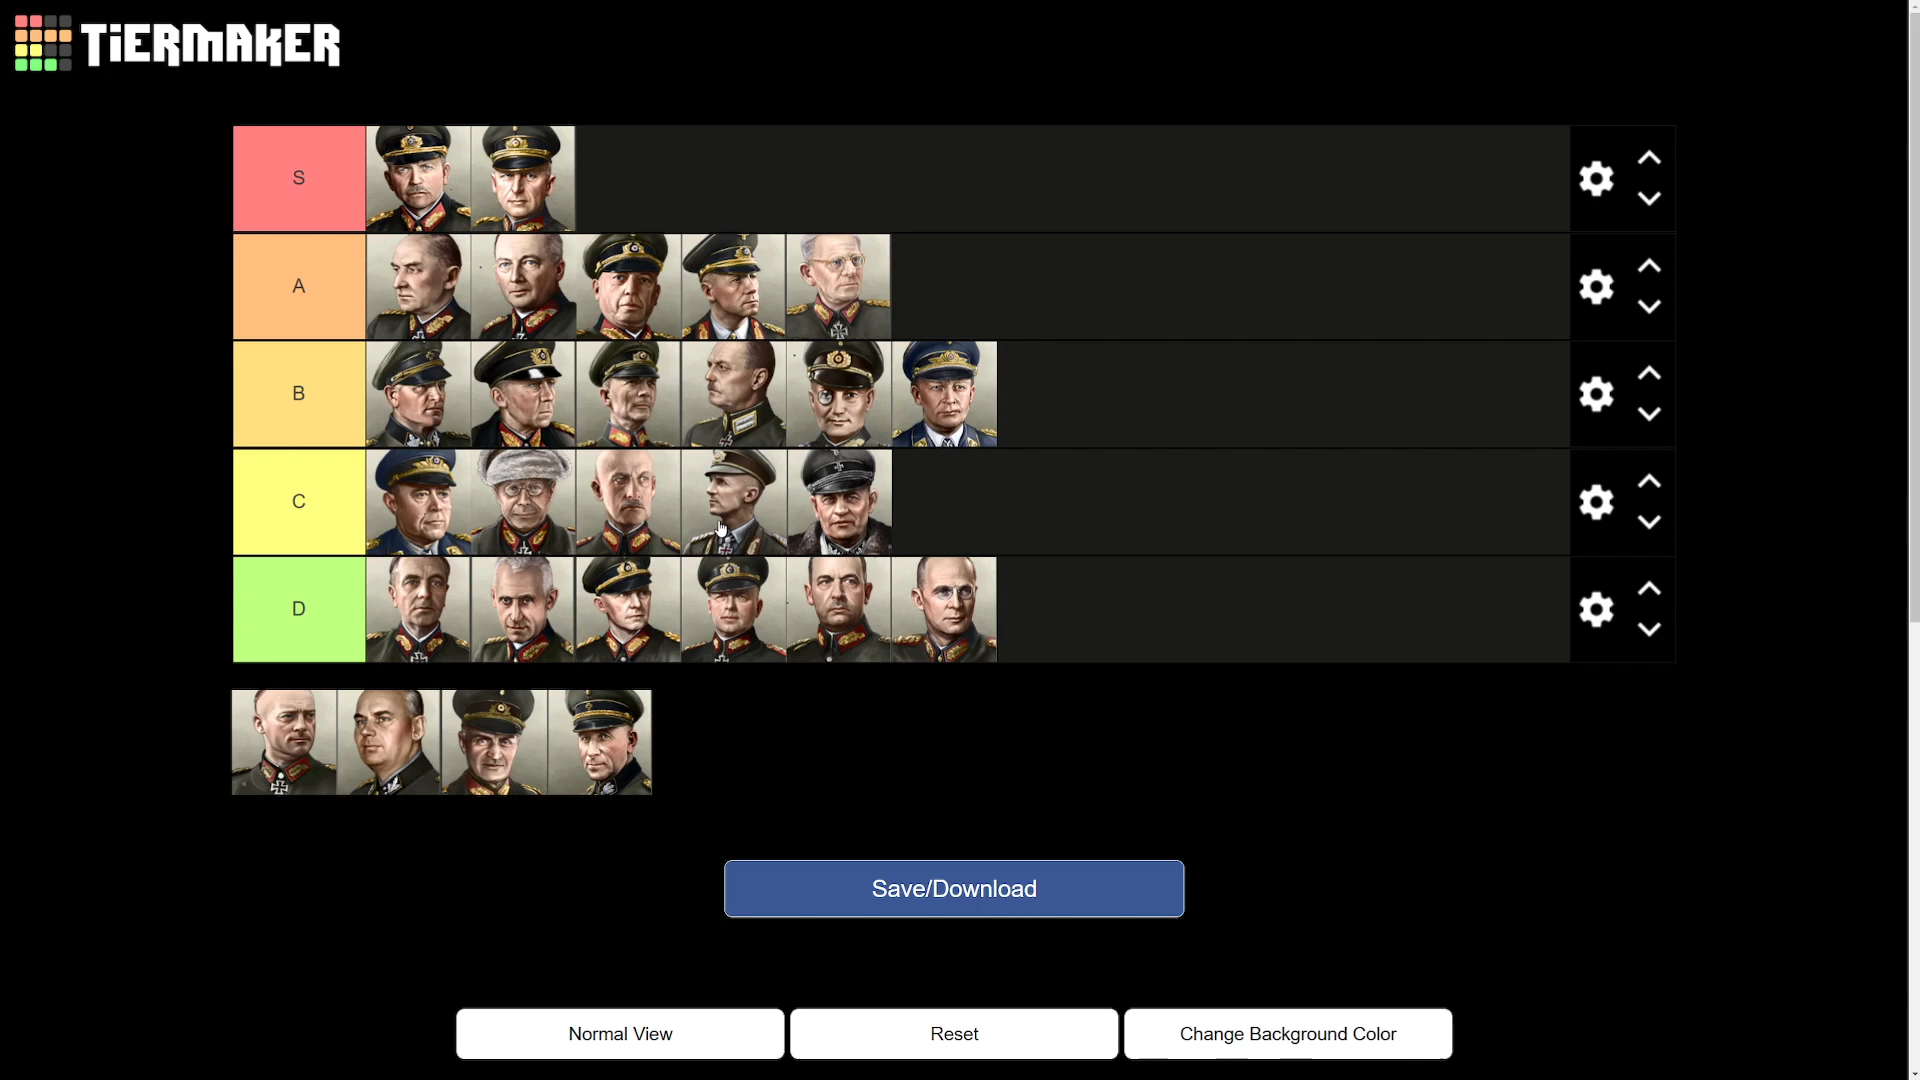 TiERMAKER
S
A
B
C
D
Save/Download
Normal View
Reset
Change Background Color